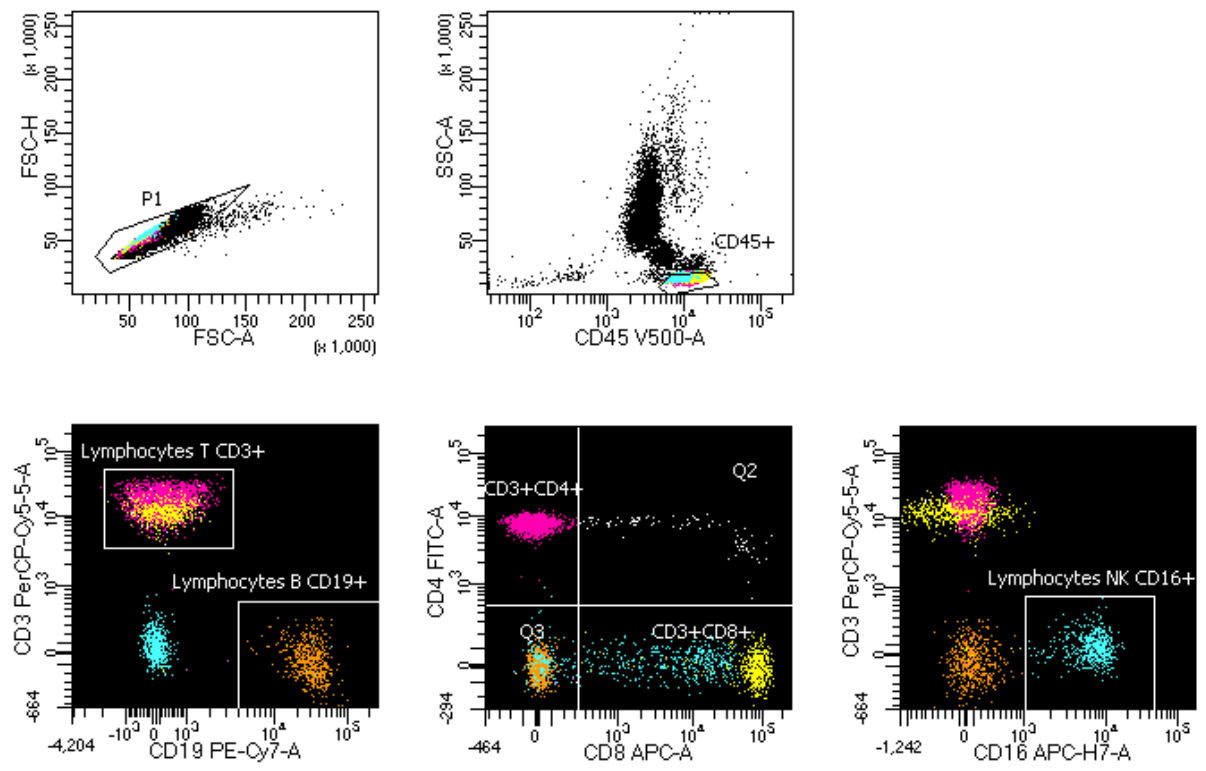 (x 1,000)
FSC-H
250
200
150
100
50
P1
50 100 150 200 250
FSC-A
(x 1,000)
(x 1,000)
SSC-A
250
200
150
100
50
CD45+
10² 10³ 10⁴ 10⁵
CD45 V500-A
CD3 PerCP-Cy5-5-A
10⁵
10⁴
10³
0
-664
Lymphocytes T CD3+
Lymphocytes B CD19+
-4,204
-10³ 0 10³ 10⁴ 10⁵
CD19 PE-Cy7-A
CD4 FITC-A
10⁵
10⁴
10³
0
-294
Q2
CD3+CD4+
Q3
CD3+CD8+
-464
0 10³ 10⁴ 10⁵
CD8 APC-A
CD3 PerCP-Cy5-5-A
10⁵
10⁴
10³
0
-664
Lymphocytes NK CD16+
-1,242
0 10³ 10⁴ 10⁵
CD16 APC-H7-A